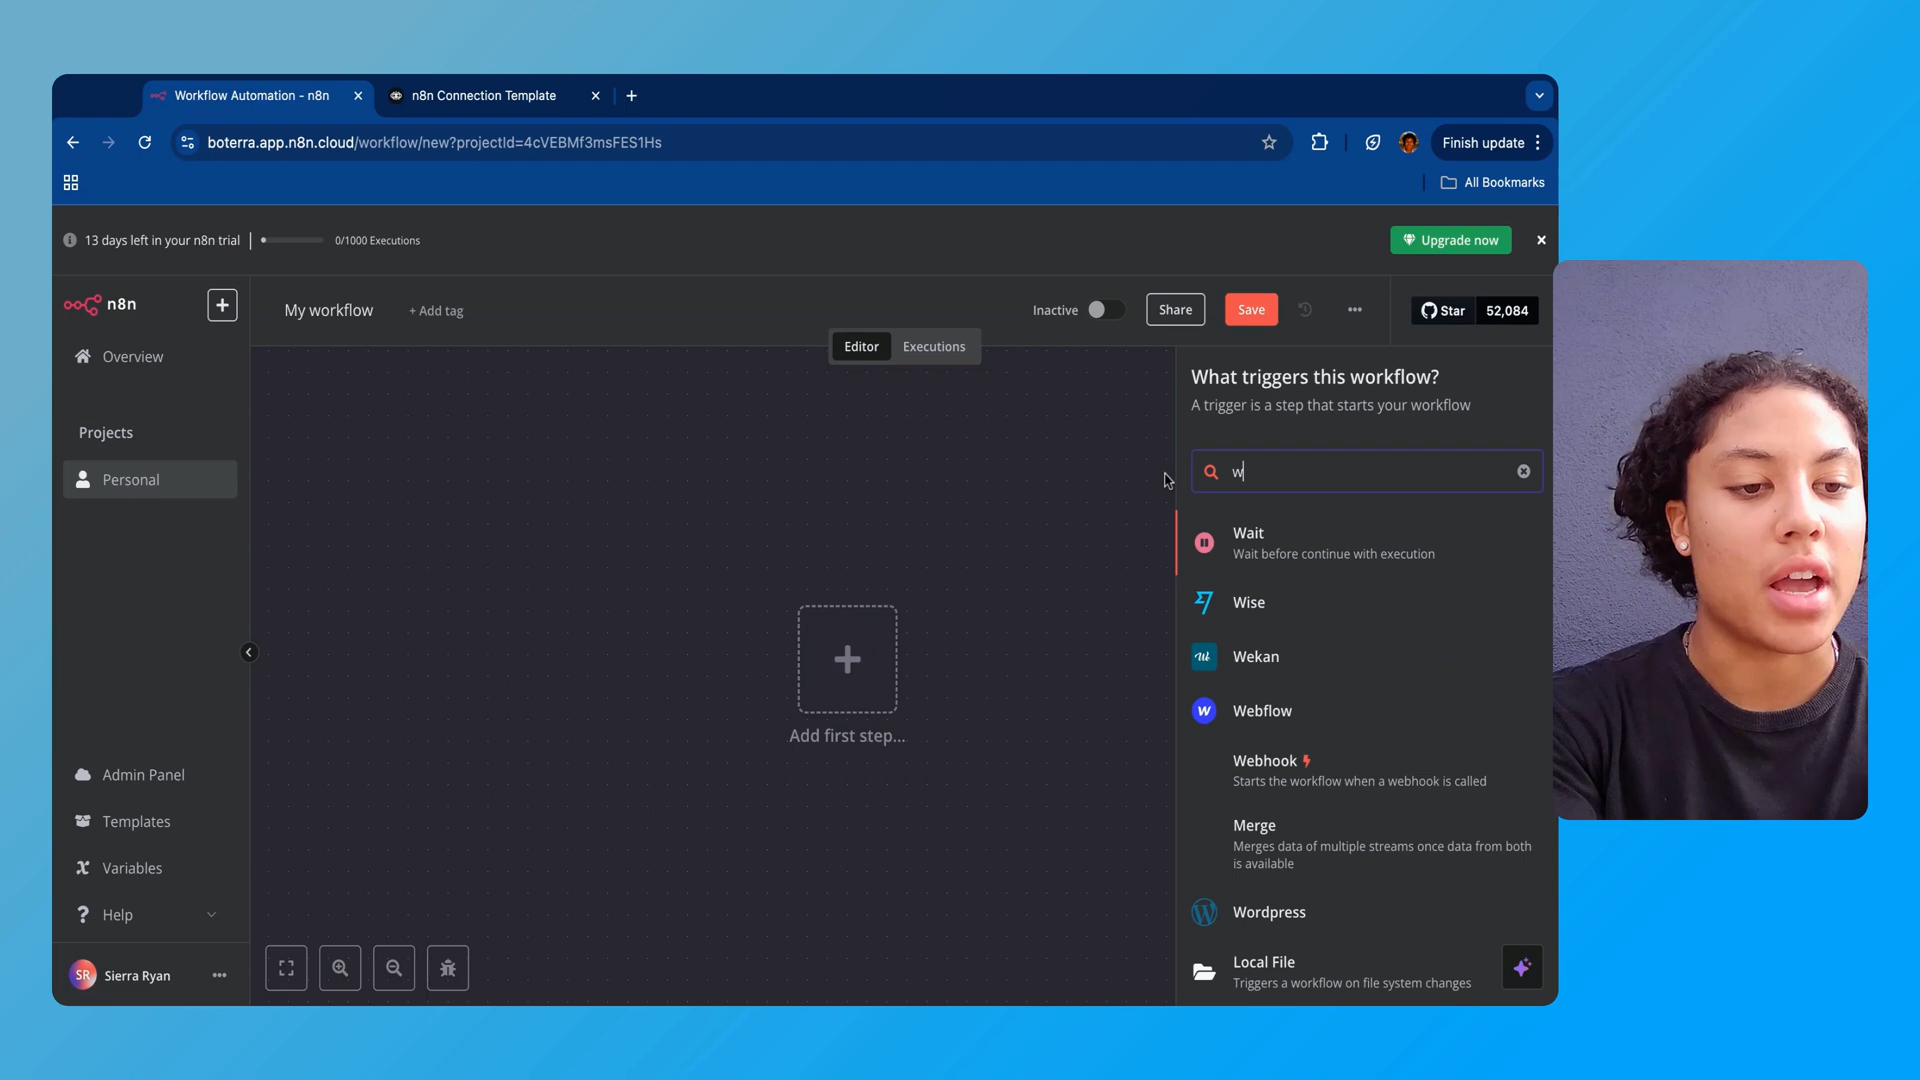 Workflow Automation - n8n
n8n Connection Template
boterra.app.n8n.cloud/workflow/new?projectId=4cVEBMf3msFES1Hs
Finish update
All Bookmarks
13 days left in your n8n trial
0/1000 Executions
Upgrade now
n8n
My workflow
+ Add tag
Inactive
Share
Save
Star
52,084
Editor
Executions
Overview
Projects
Personal
Admin Panel
Templates
Variables
Help
SR
Sierra Ryan
Add first step...
What triggers this workflow?
A trigger is a step that starts your workflow
w
Wait
Wait before continue with execution
Wise
Wekan
Webflow
Webhook
Starts the workflow when a webhook is called
Merge
Merges data of multiple streams once data from both
is available
Wordpress
Local File
Triggers a workflow on file system changes